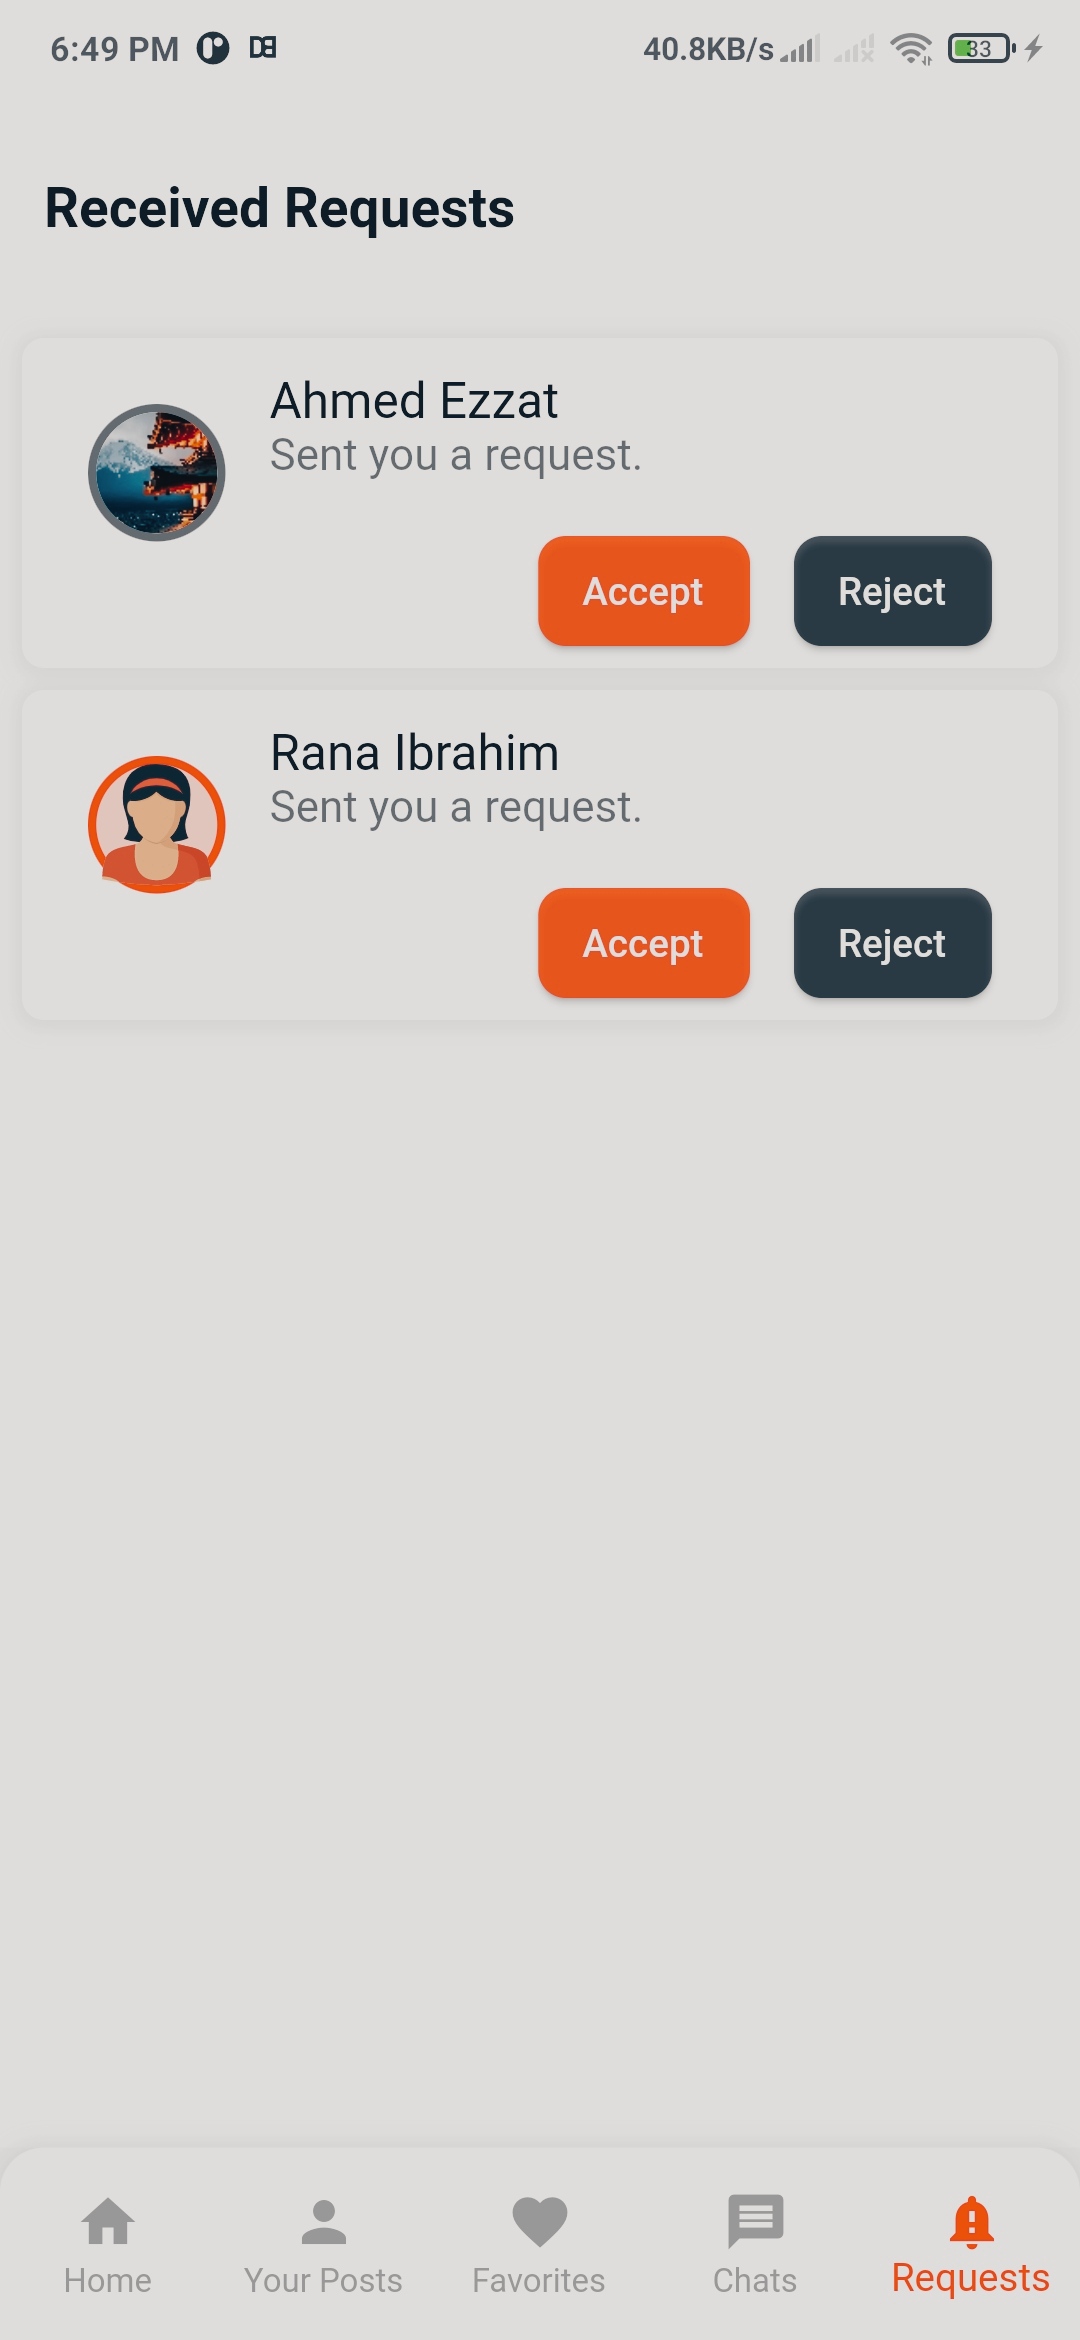 6:49 PM 40.8KB/s 33
Received Requests
Ahmed Ezzat
Sent you a request.
Accept Reject
Rana Ibrahim
Sent you a request.
Accept Reject
Home Your Posts Favorites Chats Requests